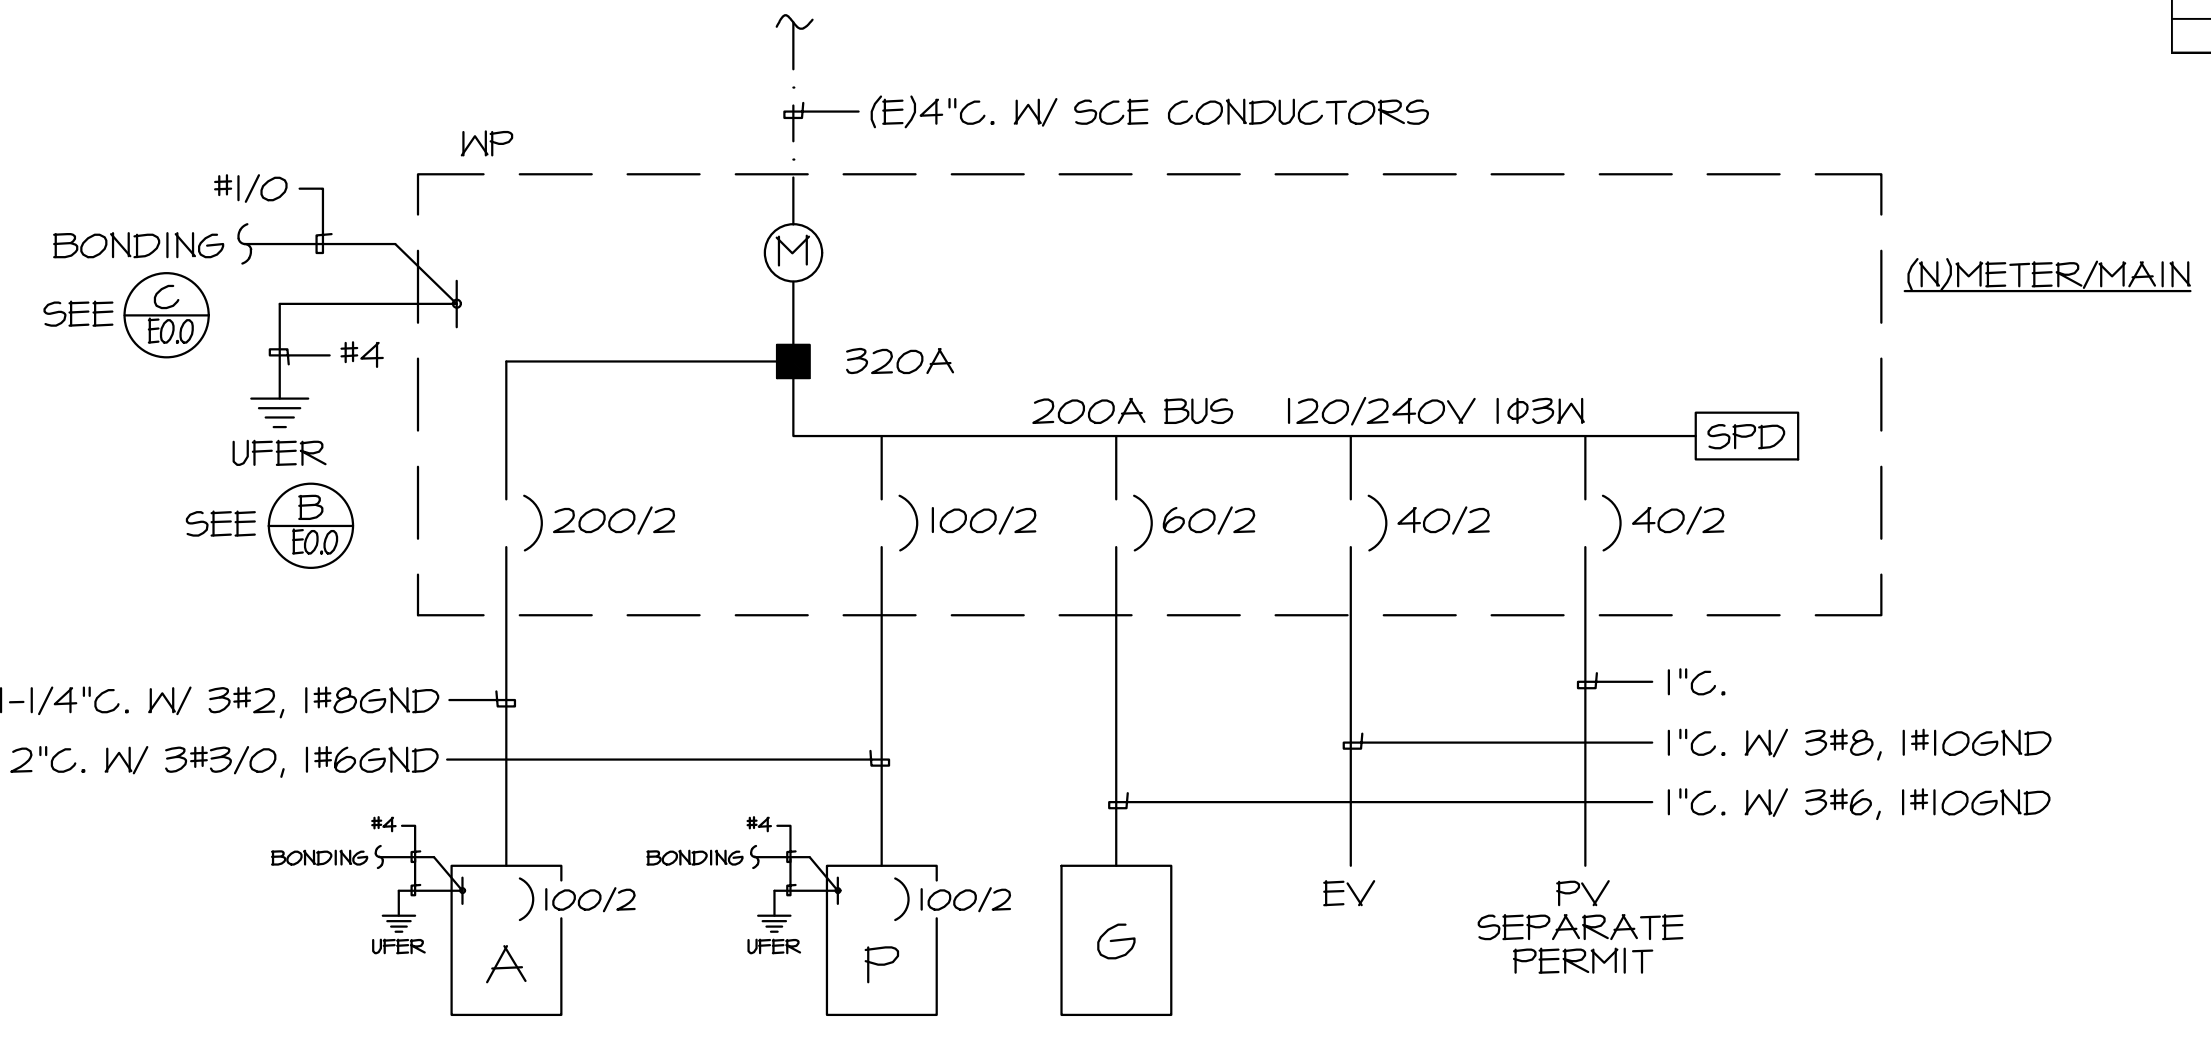 (E)4"C. W/ SCE CONDUCTORS
WP
#1/0
BONDING
SEE C E0.0
M
(N)METER/MAIN
#4
320A
UFER
200A BUS 120/240V 1Φ3W
SPD
SEE B E0.0
200/2
100/2
60/2
40/2
40/2
1-1/4"C. W/ 3#2, 1#8GND
1"C.
2"C. W/ 3#3/0, 1#6GND
1"C. W/ 3#8, 1#10GND
1"C. W/ 3#6, 1#10GND
#4
BONDING
100/2
UFER
A
#4
BONDING
100/2
UFER
P
G
EV
PV
SEPARATE
PERMIT